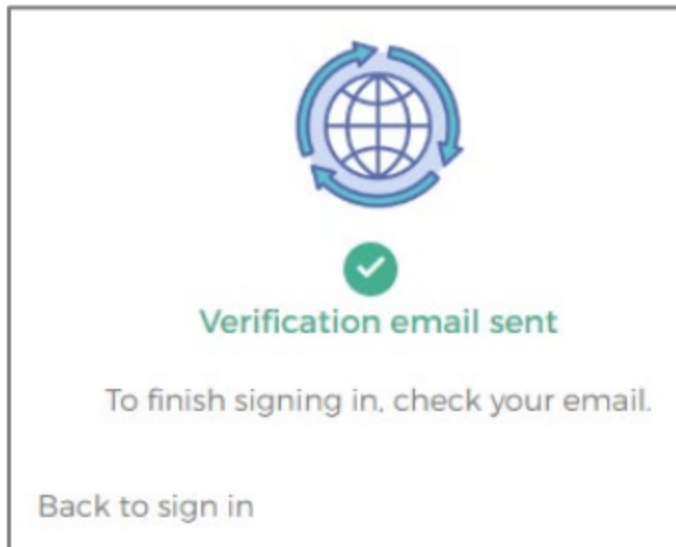 Verification email sent
To finish signing in, check your email.
Back to sign in